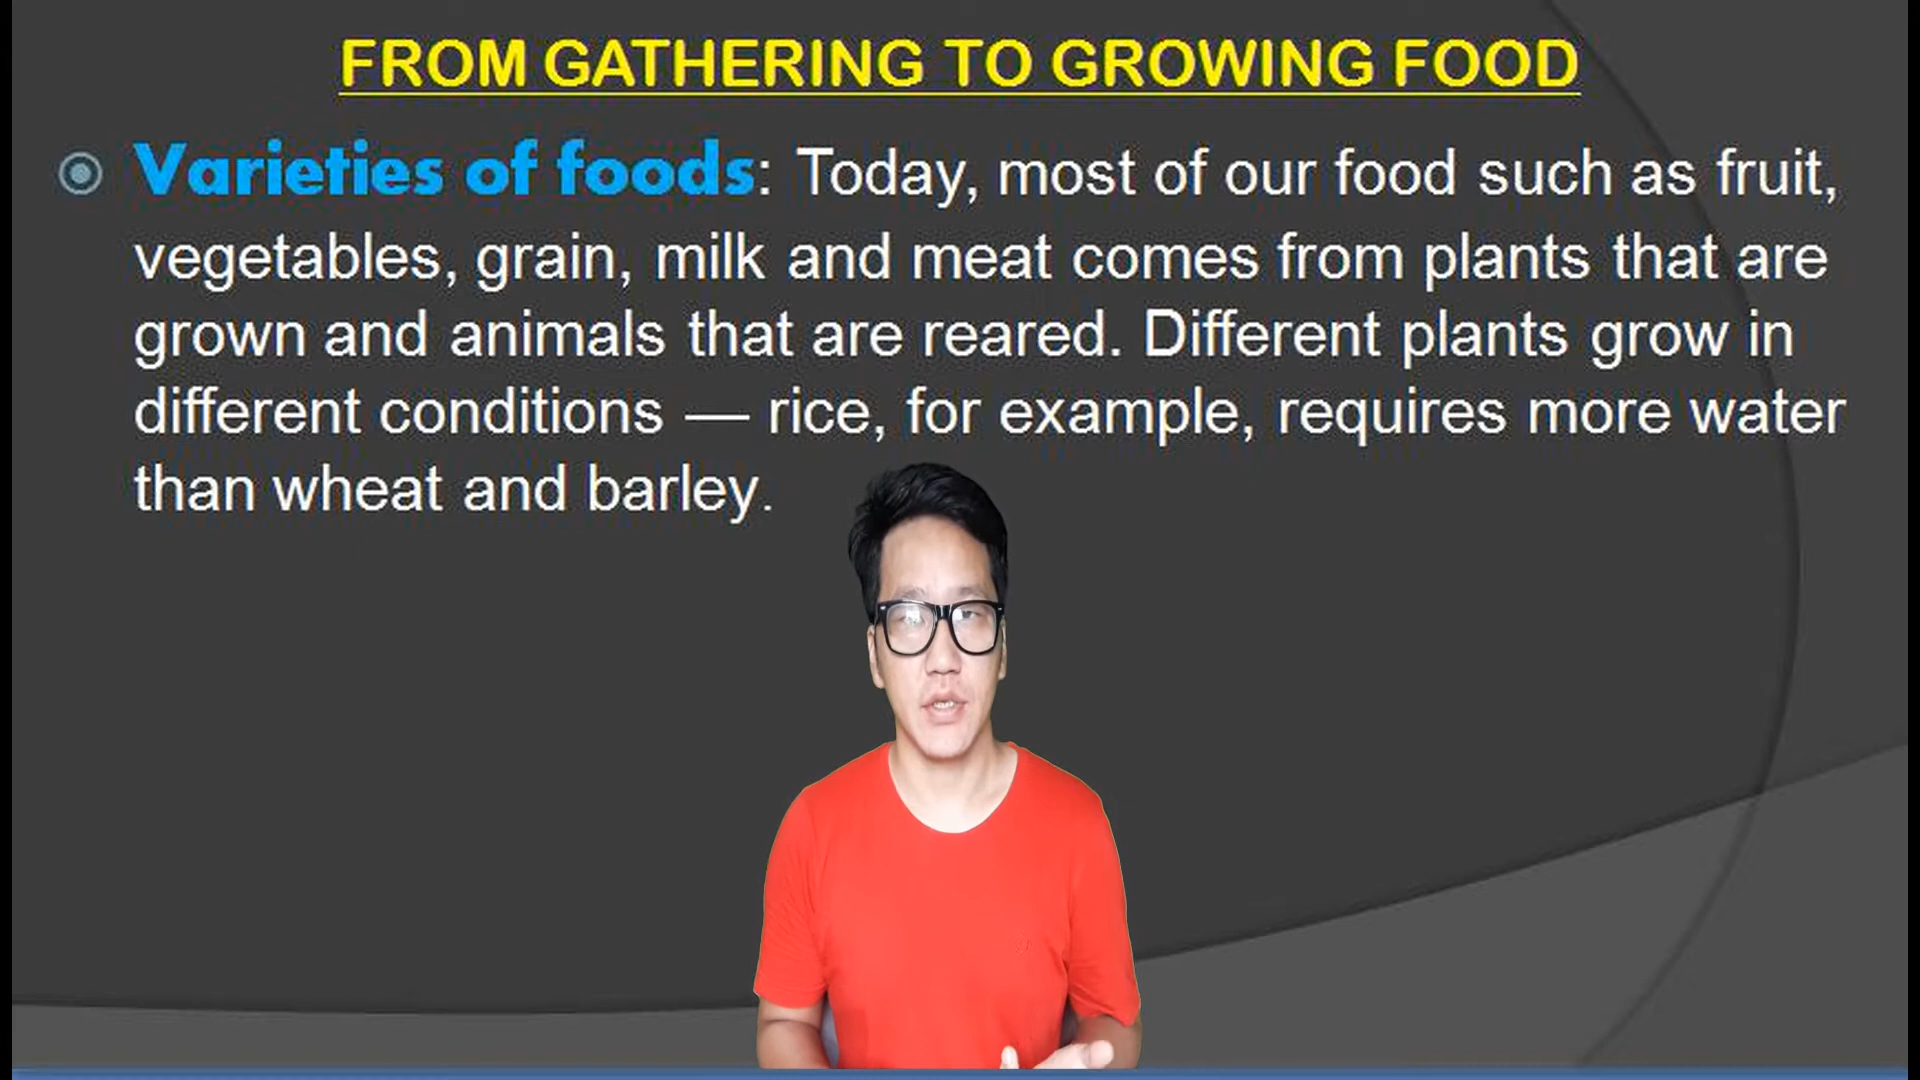 FROM GATHERING TO GROWING FOOD
Varieties of foods: Today, most of our food such as fruit,
vegetables, grain, milk and meat comes from plants that are
grown and animals that are reared. Different plants grow in
different conditions — rice, for example, requires more water
than wheat and barley.